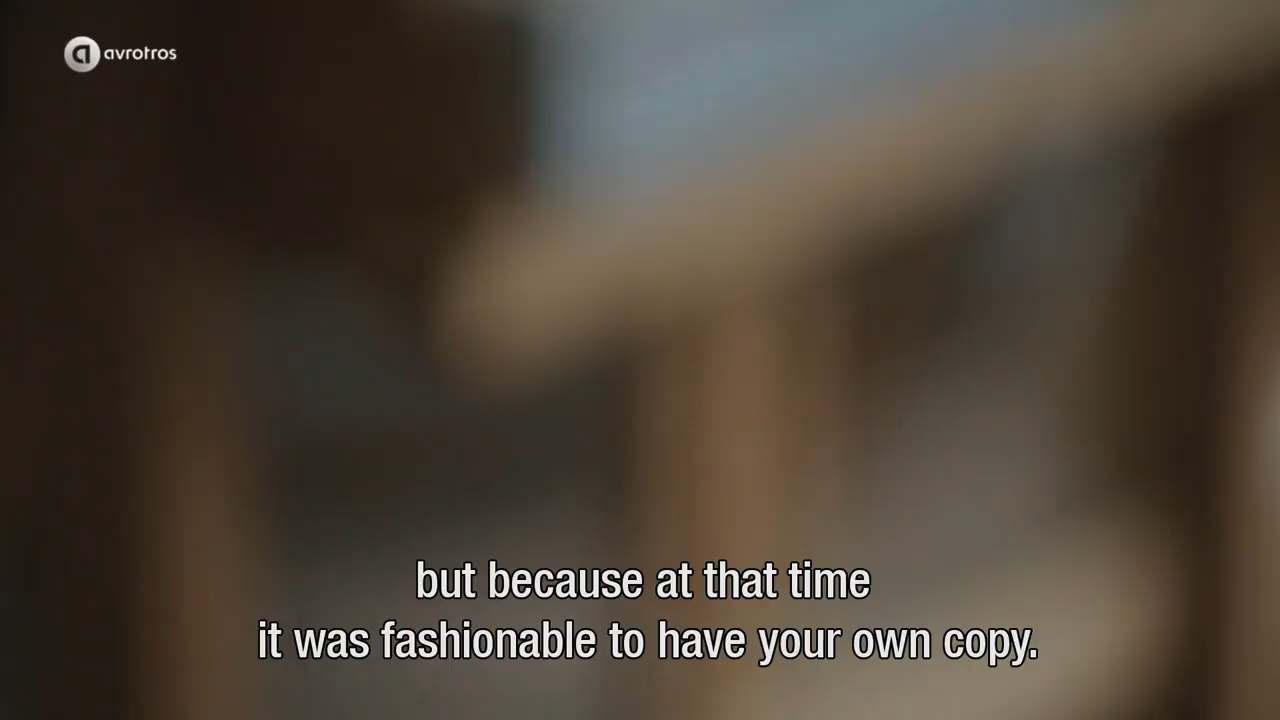 avrotros
but because at that time
it was fashionable to have your own copy.